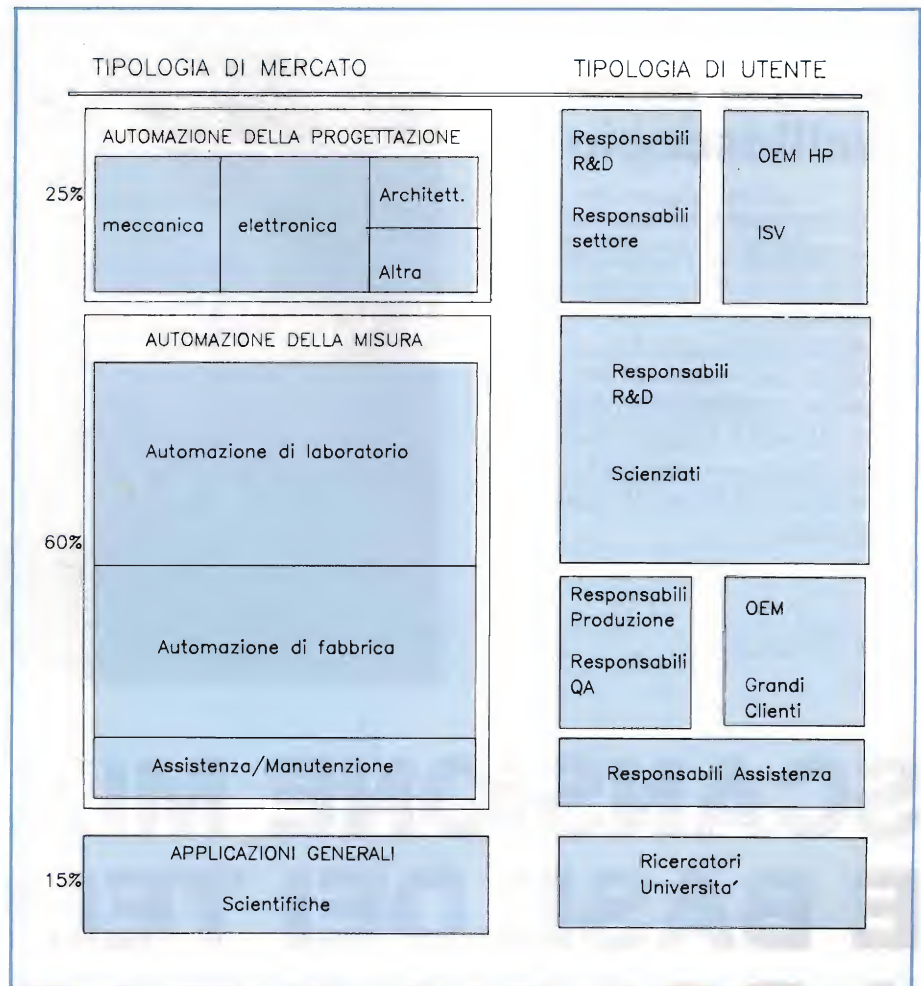 TIPOLOGIA DI MERCATO
TIPOLOGIA DI UTENTE
AUTOMAZIONE DELLA PROGETTAZIONE
25%
meccanica
elettronica
Architett.
Altra
Responsabili
R&D
Responsabili
settore
OEM HP
ISV
AUTOMAZIONE DELLA MISURA
60%
Automazione di laboratorio
Automazione di fabbrica
Assistenza/Manutenzione
Responsabili
R&D
Scienziati
Responsabili
Produzione
Responsabili
QA
OEM
Grandi
Clienti
Responsabili Assistenza
15%
APPLICAZIONI GENERALI
Scientifiche
Ricercatori
Universita'